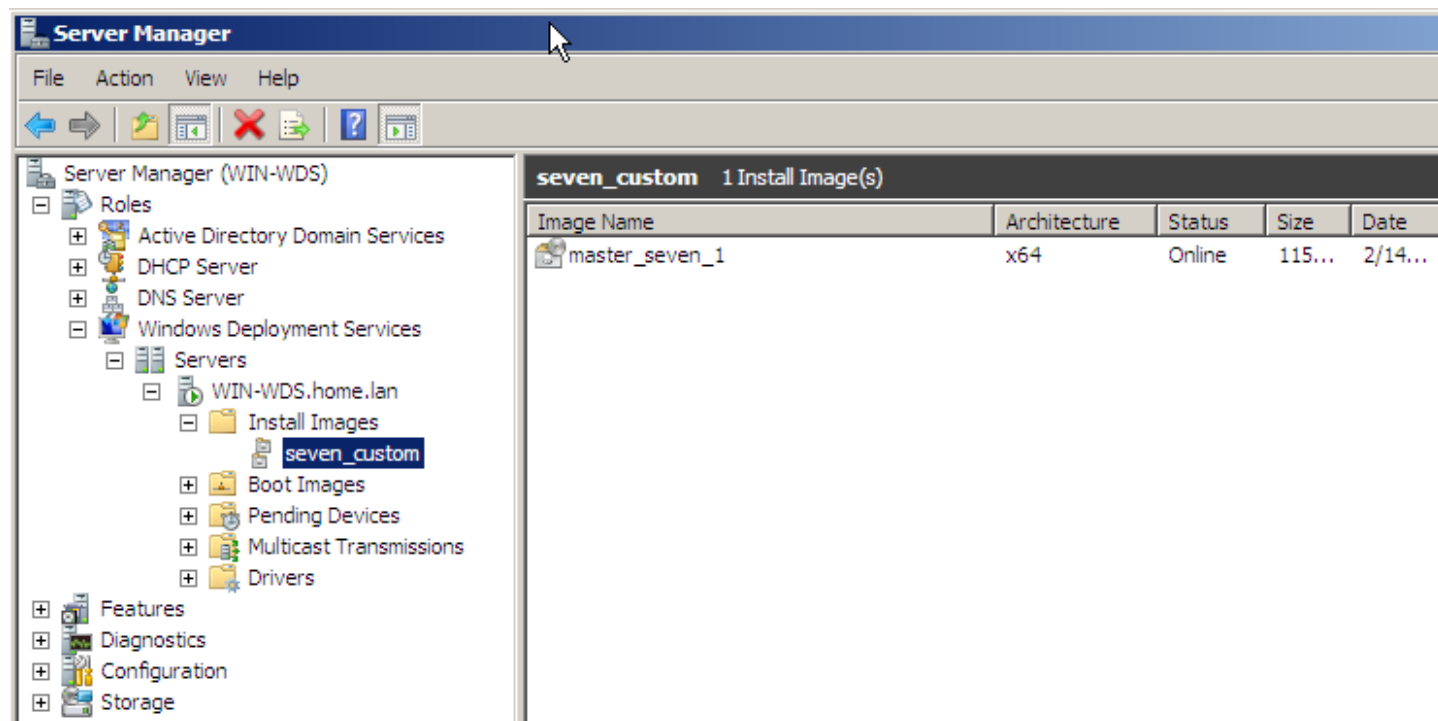 Server Manager
File Action View Help
Server Manager (WIN-WDS)
Roles
Active Directory Domain Services
DHCP Server
DNS Server
Windows Deployment Services
Servers
WIN-WDS.home.lan
Install Images
seven_custom
Boot Images
Pending Devices
Multicast Transmissions
Drivers
Features
Diagnostics
Configuration
Storage
seven_custom 1 Install Image(s)
Image Name Architecture Status Size Date
master_seven_1 x64 Online 115... 2/14...